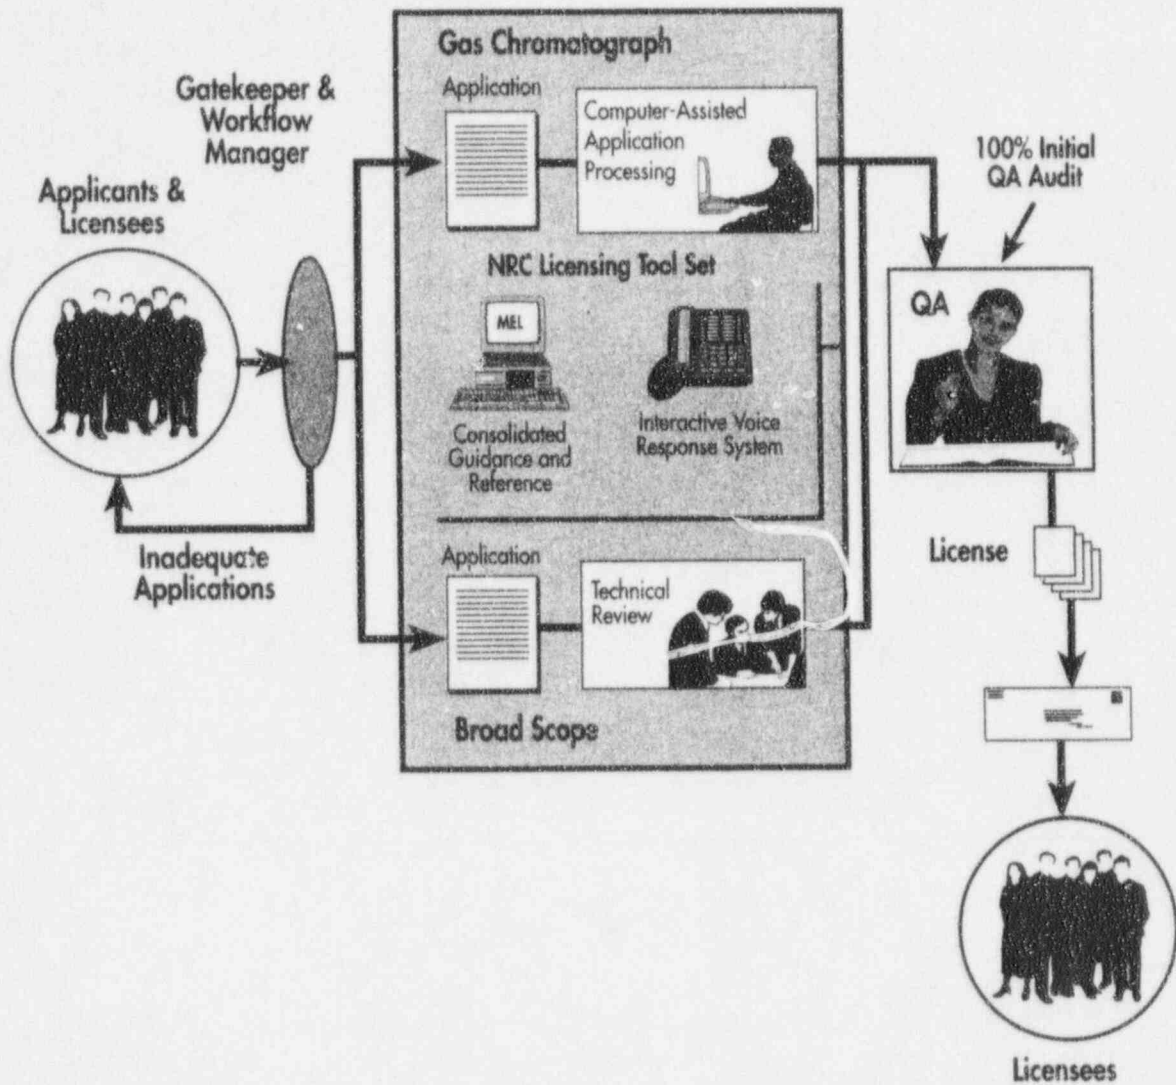 Gas Chromatograph
Application
Computer-Assisted
Application
Processing
Gatekeeper &
Workflow
Manager
Applicants &
Licensees
100% Initial
QA Audit
NRC Licensing Tool Set
MEL
QA
Consolidated
Guidance and
Reference
Interactive Voice
Response System
Inadequate
Applications
Application
Technical
Review
License
Broad Scope
Licensees